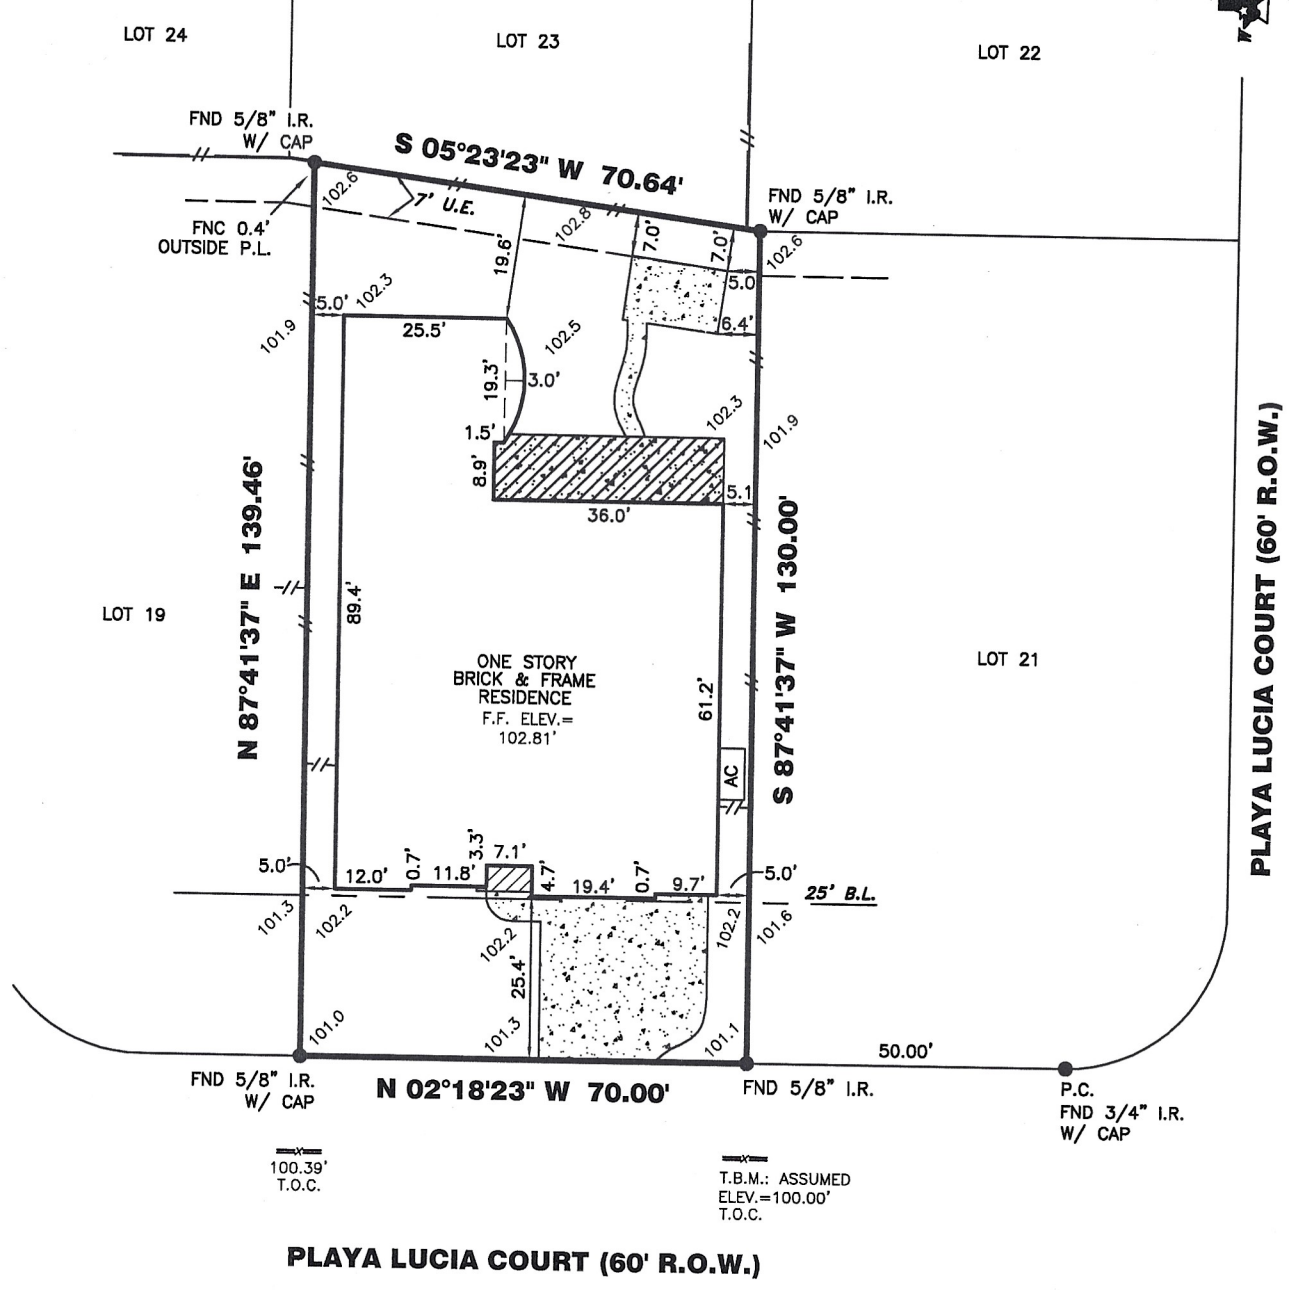 LOT 24
LOT 23
LOT 22
W
FND 5/8" I.R.
W/ CAP
S 05°23'23" W 70.64'
102.6
7' U.E.
FNC 0.4'
OUTSIDE P.L.
FND 5/8" I.R.
W/ CAP
102.8
7.0'
7.0'
102.6
19.6'
5.0
5.0'
102.3
101.9
25.5'
102.5
6.4'
19.3'
3.0'
102.3
101.9
1.5'
8.9'
5.1
36.0'
N 87°41'37" E 139.46'
S 87°41'37" W 130.00'
PLAYA LUCIA COURT (60' R.O.W.)
89.4'
LOT 19
ONE STORY
BRICK & FRAME
RESIDENCE
F.F. ELEV.=
102.81'
61.2'
LOT 21
AC
5.0'
12.0'
0.7'
11.8'
3.3'
7.1'
4.7'
19.4'
0.7'
9.7'
5.0'
25' B.L.
101.3
102.2
102.2
102.2
101.6
25.4'
101.0
101.3
101.1
50.00'
FND 5/8" I.R.
W/ CAP
N 02°18'23" W 70.00'
FND 5/8" I.R.
P.C.
FND 3/4" I.R.
W/ CAP
100.39'
T.O.C.
T.B.M.: ASSUMED
ELEV.=100.00'
T.O.C.
PLAYA LUCIA COURT (60' R.O.W.)